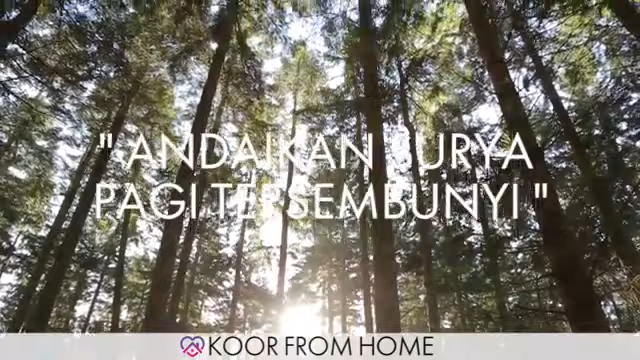 " ANDAIKAN SURYA
PAGI TERSEMBUNYI "
KOOR FROM HOME